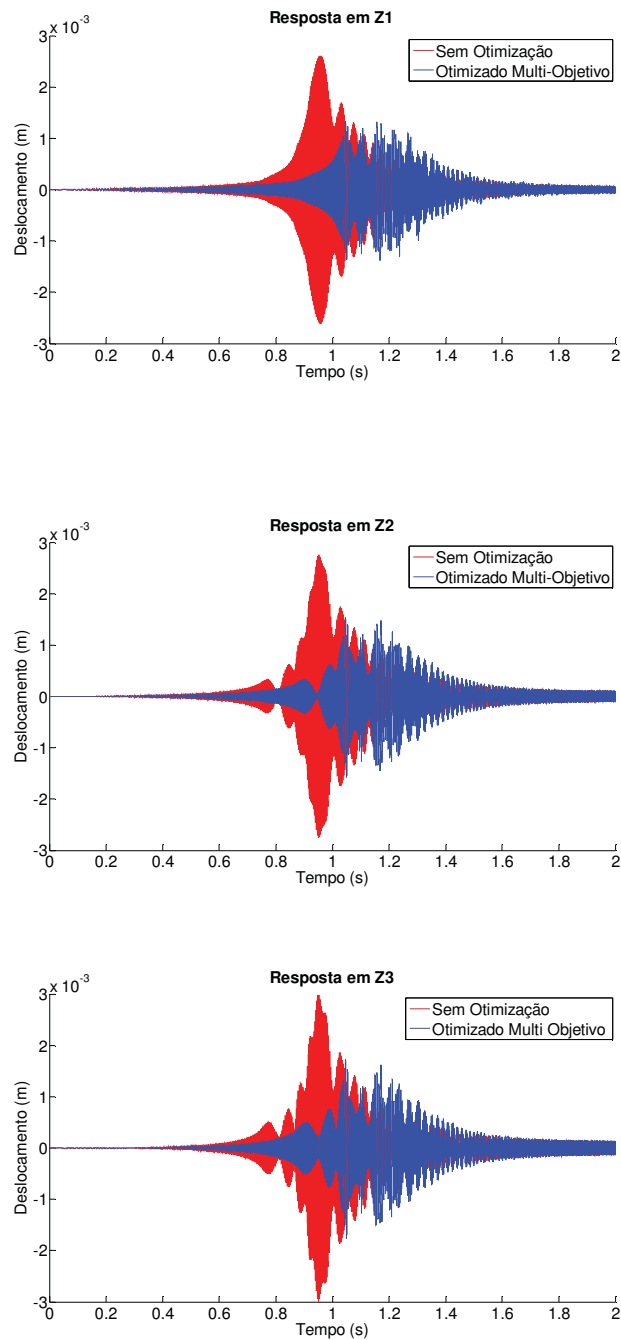 Resposta em Z1
x 10-3
3
2
1
0
-1
-2
-3
Deslocamento (m)
Sem Otimização
Otimizado Multi-Objetivo
0 0.2 0.4 0.6 0.8 1 1.2 1.4 1.6 1.8 2
Tempo (s)
Resposta em Z2
x 10-3
3
2
1
0
-1
-2
-3
Deslocamento (m)
Sem Otimização
Otimizado Multi-Objetivo
0 0.2 0.4 0.6 0.8 1 1.2 1.4 1.6 1.8 2
Tempo (s)
Resposta em Z3
x 10-3
3
2
1
0
-1
-2
-3
Deslocamento (m)
Sem Otimização
Otimizado Multi Objetivo
0 0.2 0.4 0.6 0.8 1 1.2 1.4 1.6 1.8 2
Tempo (s)